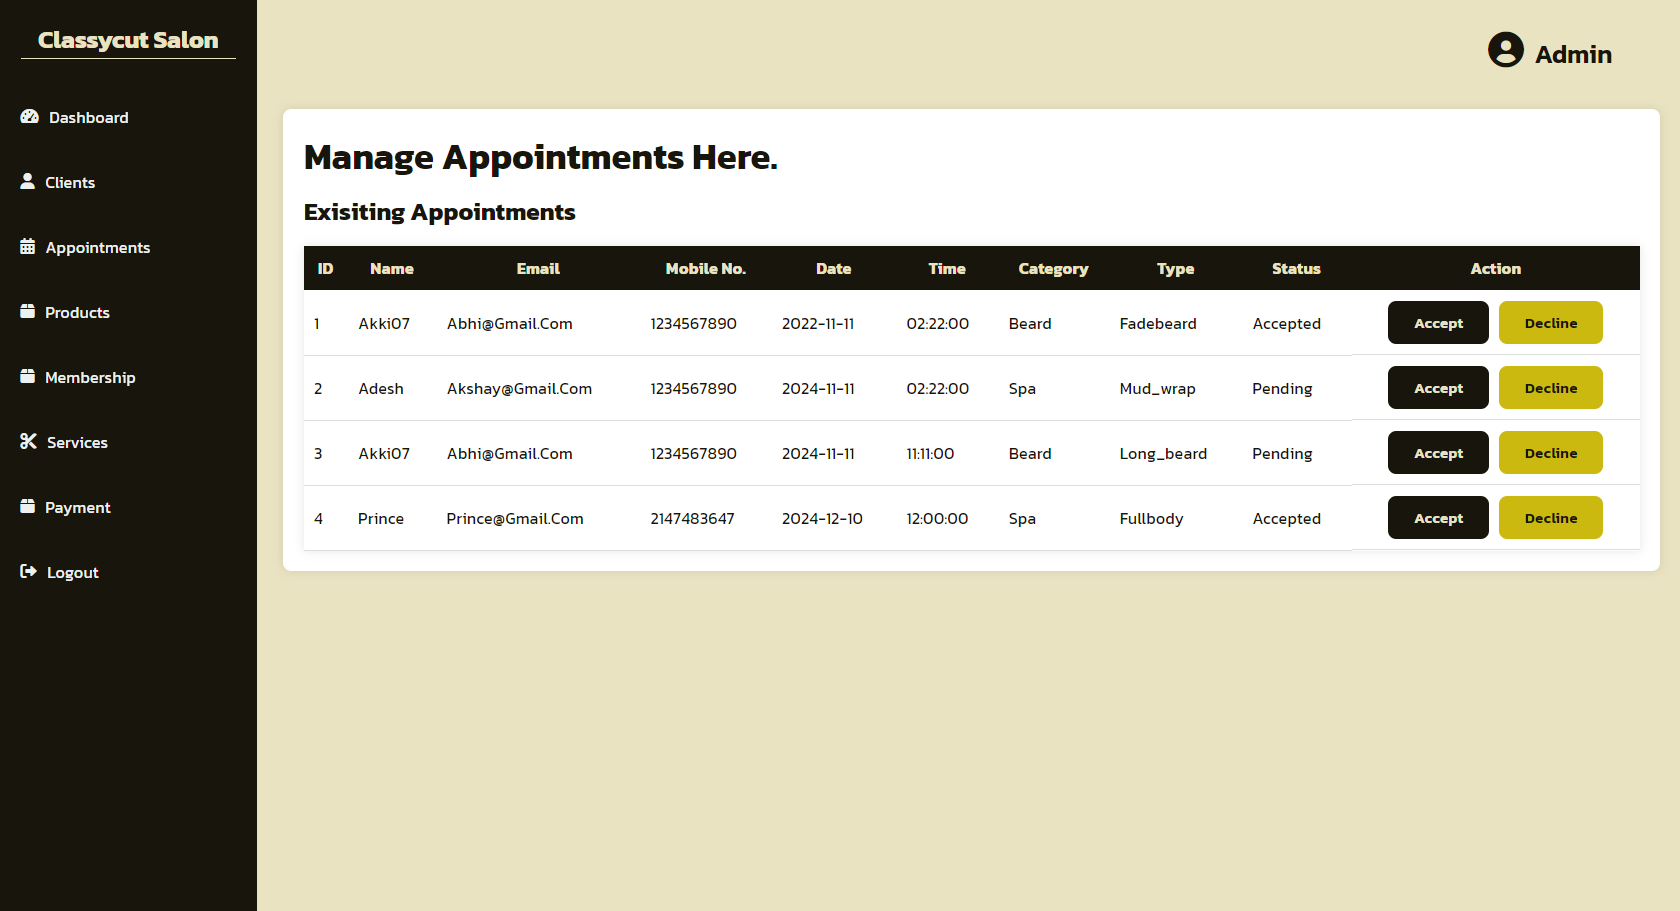 Classycut Salon
Dashboard
Clients
Appointments
Products
Membership
Services
Payment
Logout
Admin
Manage Appointments Here.
Exisiting Appointments
ID Name Email Mobile No. Date Time Category Type Status Action
1 Akki07 Abhi@Gmail.Com 1234567890 2022-11-11 02:22:00 Beard Fadebeard Accepted Accept Decline
2 Adesh Akshay@Gmail.Com 1234567890 2024-11-11 02:22:00 Spa Mud_wrap Pending Accept Decline
3 Akki07 Abhi@Gmail.Com 1234567890 2024-11-11 11:11:00 Beard Long_beard Pending Accept Decline
4 Prince Prince@Gmail.Com 2147483647 2024-12-10 12:00:00 Spa Fullbody Accepted Accept Decline